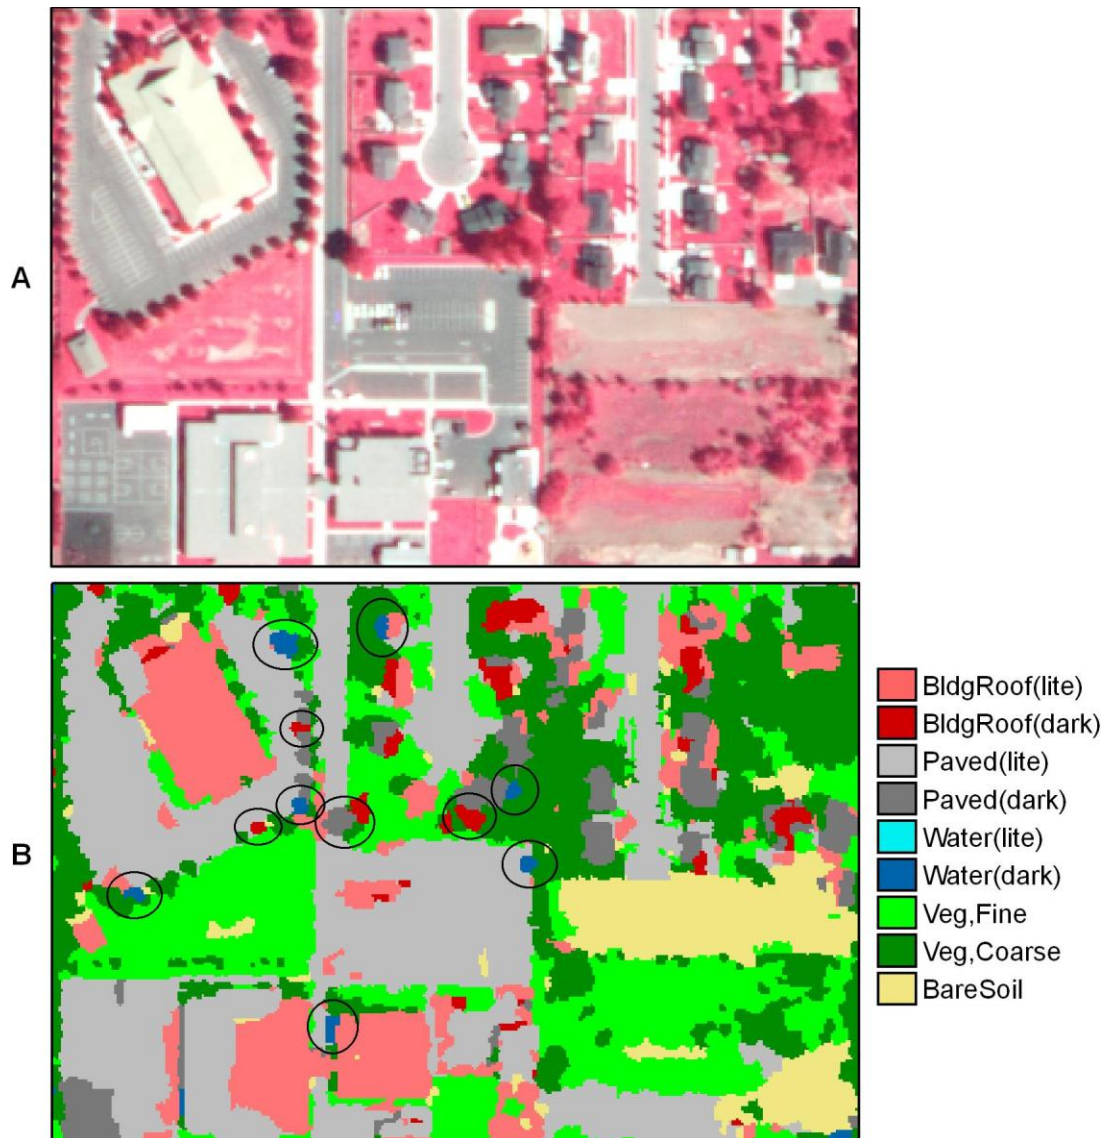 A
B
BldgRoof(lite)
BldgRoof(dark)
Paved(lite)
Paved(dark)
Water(lite)
Water(dark)
Veg,Fine
Veg,Coarse
BareSoil